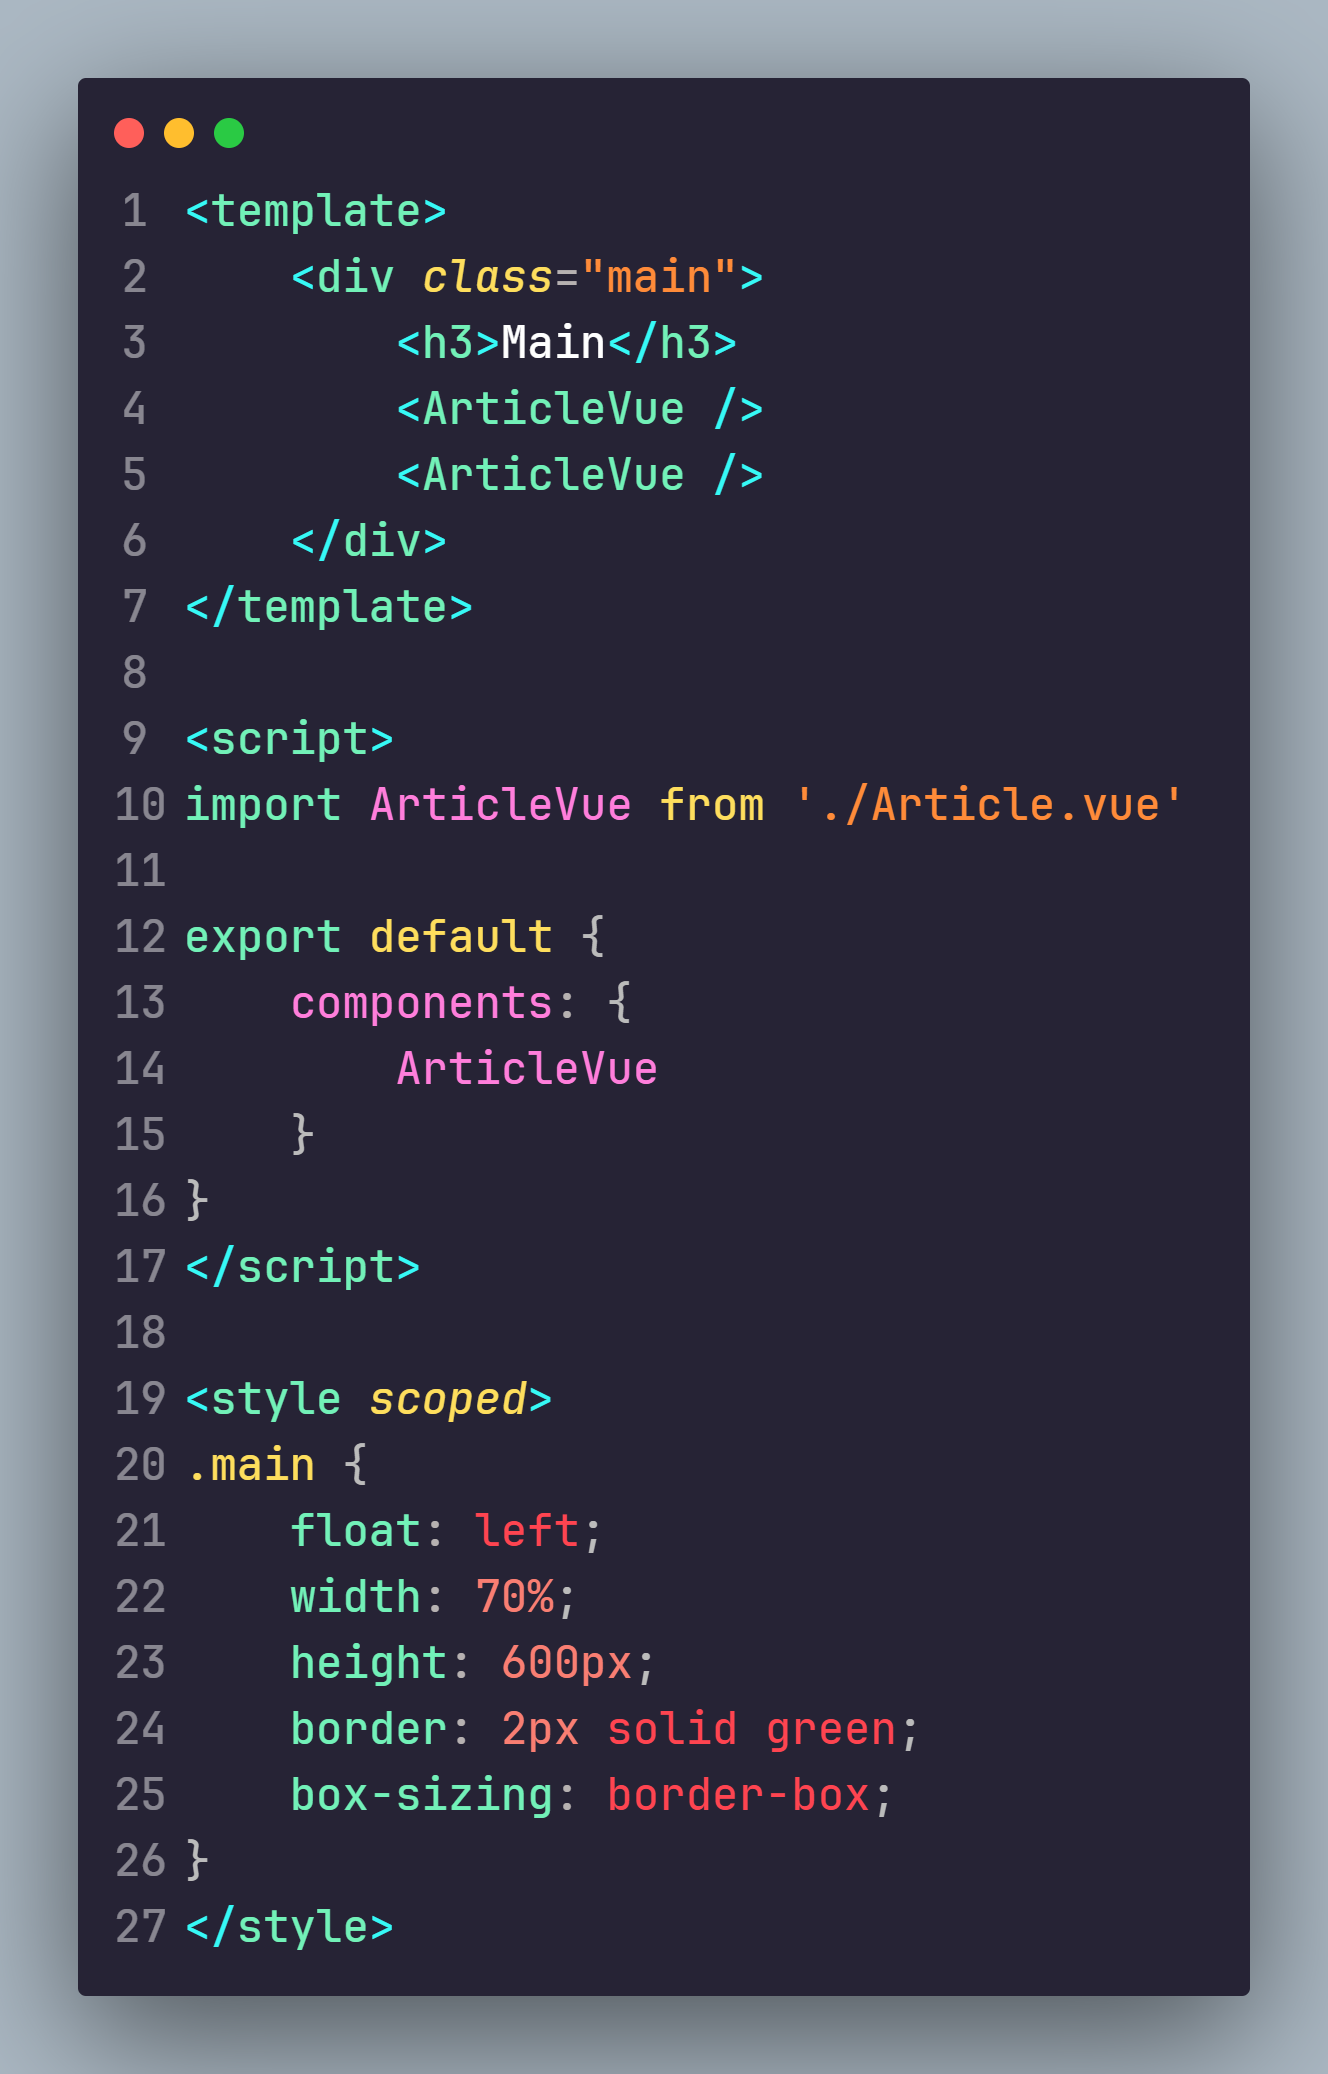 1 <template>
2     <div class="main">
3         <h3>Main</h3>
4         <ArticleVue />
5         <ArticleVue />
6     </div>
7 </template>
8
9 <script>
10 import ArticleVue from './Article.vue'
11
12 export default {
13     components: {
14         ArticleVue
15     }
16 }
17 </script>
18
19 <style scoped>
20 .main {
21     float: left;
22     width: 70%;
23     height: 600px;
24     border: 2px solid green;
25     box-sizing: border-box;
26 }
27 </style>